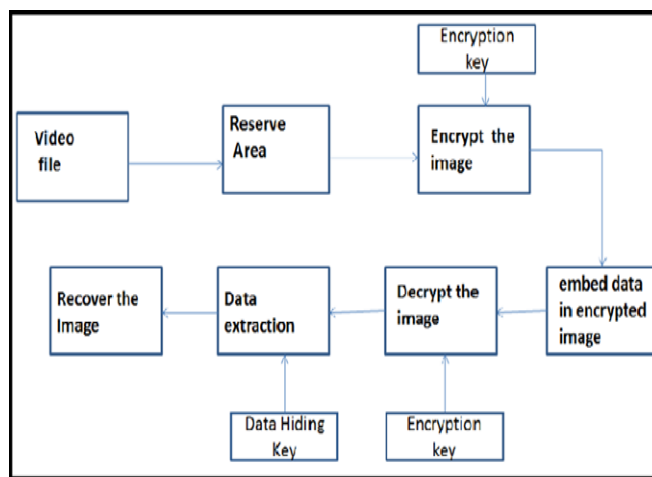 Encryption
key
Video
file
Reserve
Area
Encrypt the
image
Recover the
Image
Data
extraction
Decrypt the
image
embed data
in encrypted
image
Data Hiding
Key
Encryption
key